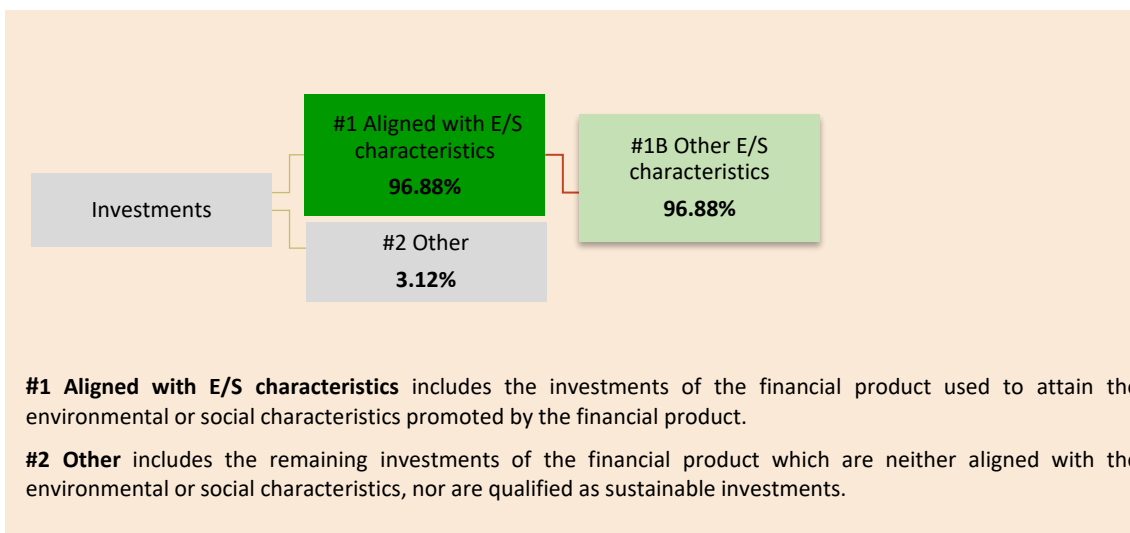 #1 Aligned with E/S
characteristics
96.88%
#1B Other E/S
characteristics
96.88%
Investments
#2 Other
3.12%
#1 Aligned with E/S characteristics includes the investments of the financial product used to attain the
environmental or social characteristics promoted by the financial product.
#2 Other includes the remaining investments of the financial product which are neither aligned with the
environmental or social characteristics, nor are qualified as sustainable investments.